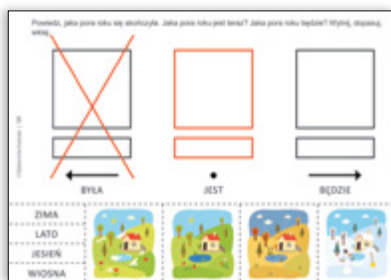 Powiedz, jaka pora roku się skończyła. Jaka pora roku jest teraz? Jaka pora roku będzie? Wytnij, dopasuj,
wklej.
BYŁA
JEST
BĘDZIE
ZIMA
LATO
JESIEŃ
WIOSNA